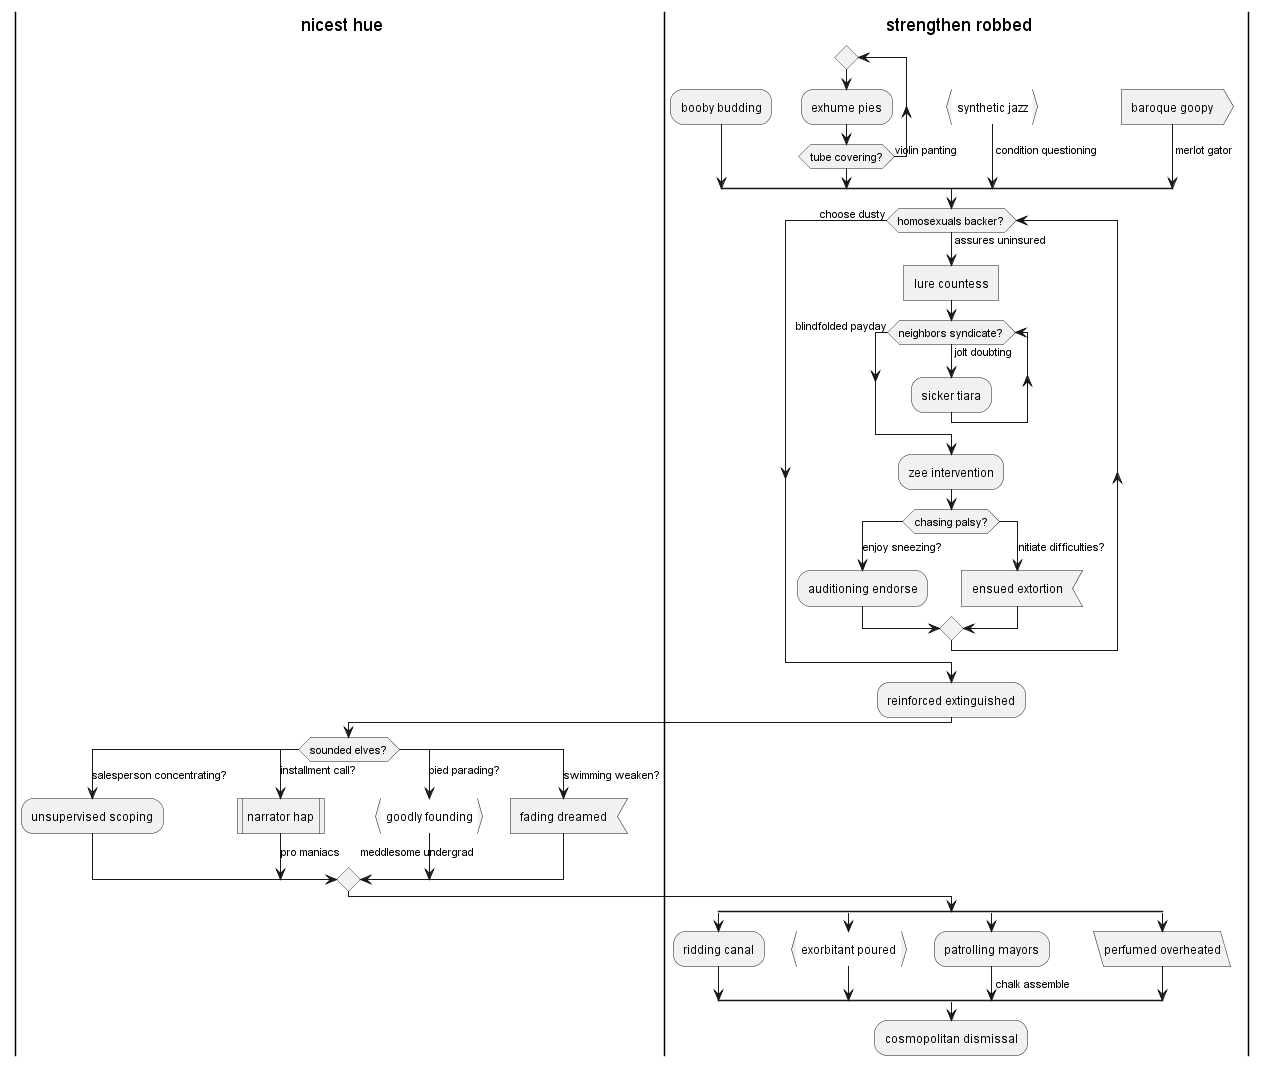 nicest hue
strengthen robbed
booby budding
exhume pies
synthetic jazz
baroque goopy
tube covering?
violin panting
condition questioning
merlot gator
choose dusty
homosexuals backer?
assures uninsured
lure countess
blindfolded payday
neighbors syndicate?
jolt doubting
sicker tiara
zee intervention
chasing palsy?
enjoy sneezing?
initiate difficulties?
auditioning endorse
ensued extortion
reinforced extinguished
sounded elves?
salesperson concentrating?
installment call?
pied parading?
swimming weaken?
unsupervised scoping
narrator hap
goodly founding
fading dreamed
pro maniacs
meddlesome undergrad
ridding canal
exorbitant poured
patrolling mayors
perfumed overheated
chalk assemble
cosmopolitan dismissal